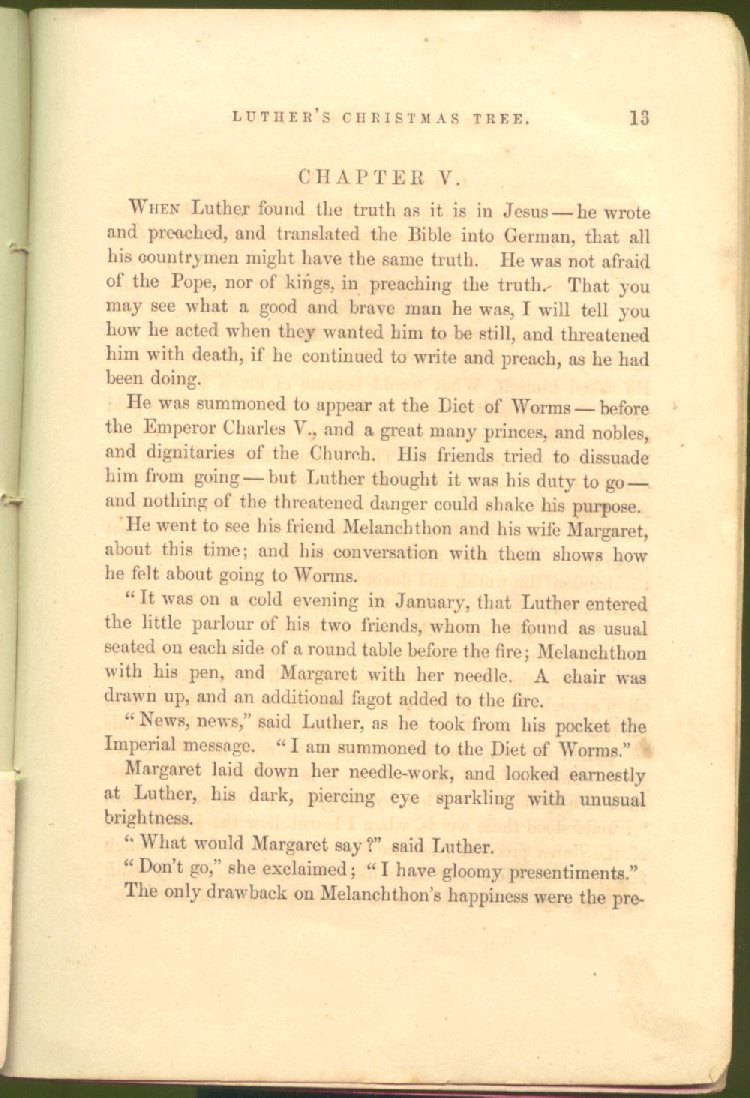 LUTHER'S CHRISTMAS TREE. 13
CHAPTER V.
WHEN Luther found the truth as it is in Jesus — he wrote
and preached, and translated the Bible into German, that all
his countrymen might have the same truth. He was not afraid
of the Pope, nor of kings, in preaching the truth. That you
may see what a good and brave man he was, I will tell you
how he acted when they wanted him to be still, and threatened
him with death, if he continued to write and preach, as he had
been doing.
He was summoned to appear at the Diet of Worms — before
the Emperor Charles V., and a great many princes, and nobles,
and dignitaries of the Church. His friends tried to dissuade
him from going — but Luther thought it was his duty to go —
and nothing of the threatened danger could shake his purpose.
He went to see his friend Melanchthon and his wife Margaret,
about this time; and his conversation with them shows how
he felt about going to Worms.
“It was on a cold evening in January, that Luther entered
the little parlour of his two friends, whom he found as usual
seated on each side of a round table before the fire; Melanchthon
with his pen, and Margaret with her needle. A chair was
drawn up, and an additional fagot added to the fire.
“News, news,” said Luther, as he took from his pocket the
Imperial message. “I am summoned to the Diet of Worms.”
Margaret laid down her needle-work, and looked earnestly
at Luther, his dark, piercing eye sparkling with unusual
brightness.
“What would Margaret say?” said Luther.
“Don't go,” she exclaimed; “I have gloomy presentiments.”
The only drawback on Melanchthon's happiness were the pre-